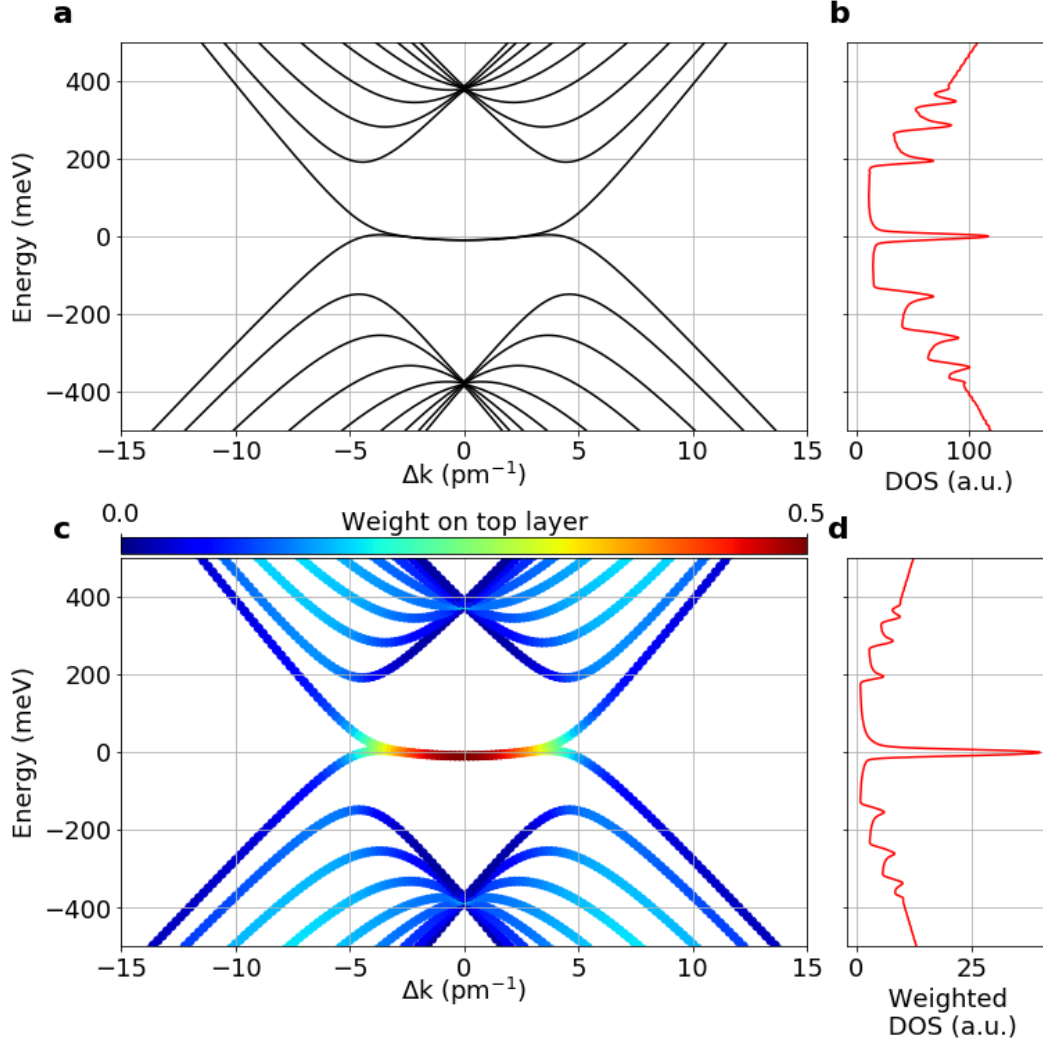 a
b
400
200
0
−200
−400
Energy (meV)
−15 −10 −5 0 5 10 15
Δk (pm⁻¹)
0 100
DOS (a.u.)
c
d
0.0 Weight on top layer 0.5
400
200
0
−200
−400
Energy (meV)
−15 −10 −5 0 5 10 15
Δk (pm⁻¹)
0 25
Weighted
DOS (a.u.)